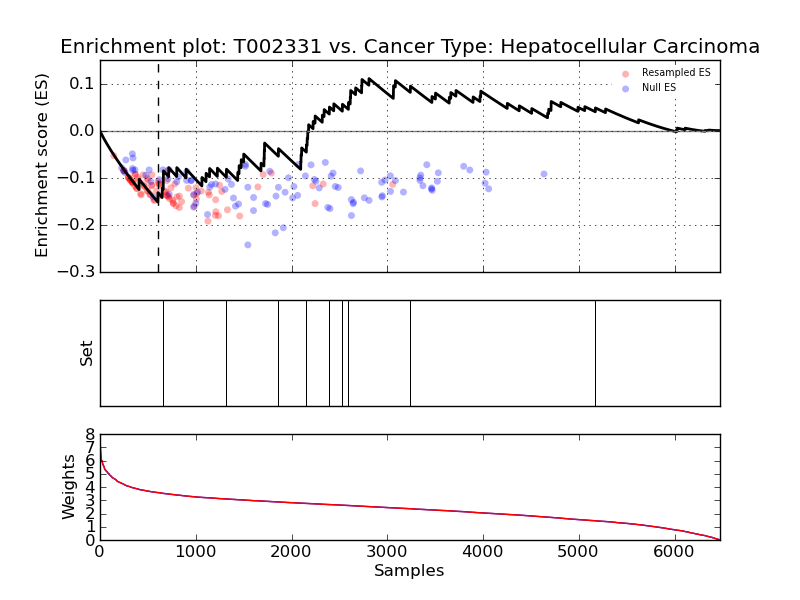 Enrichment plot: T002331 vs. Cancer Type: Hepatocellular Carcinoma
Enrichment score (ES)
0.1
0.0
−0.1
−0.2
−0.3
Resampled ES
Null ES
Set
Weights
8
7
6
5
4
3
2
1
0
0 1000 2000 3000 4000 5000 6000
Samples